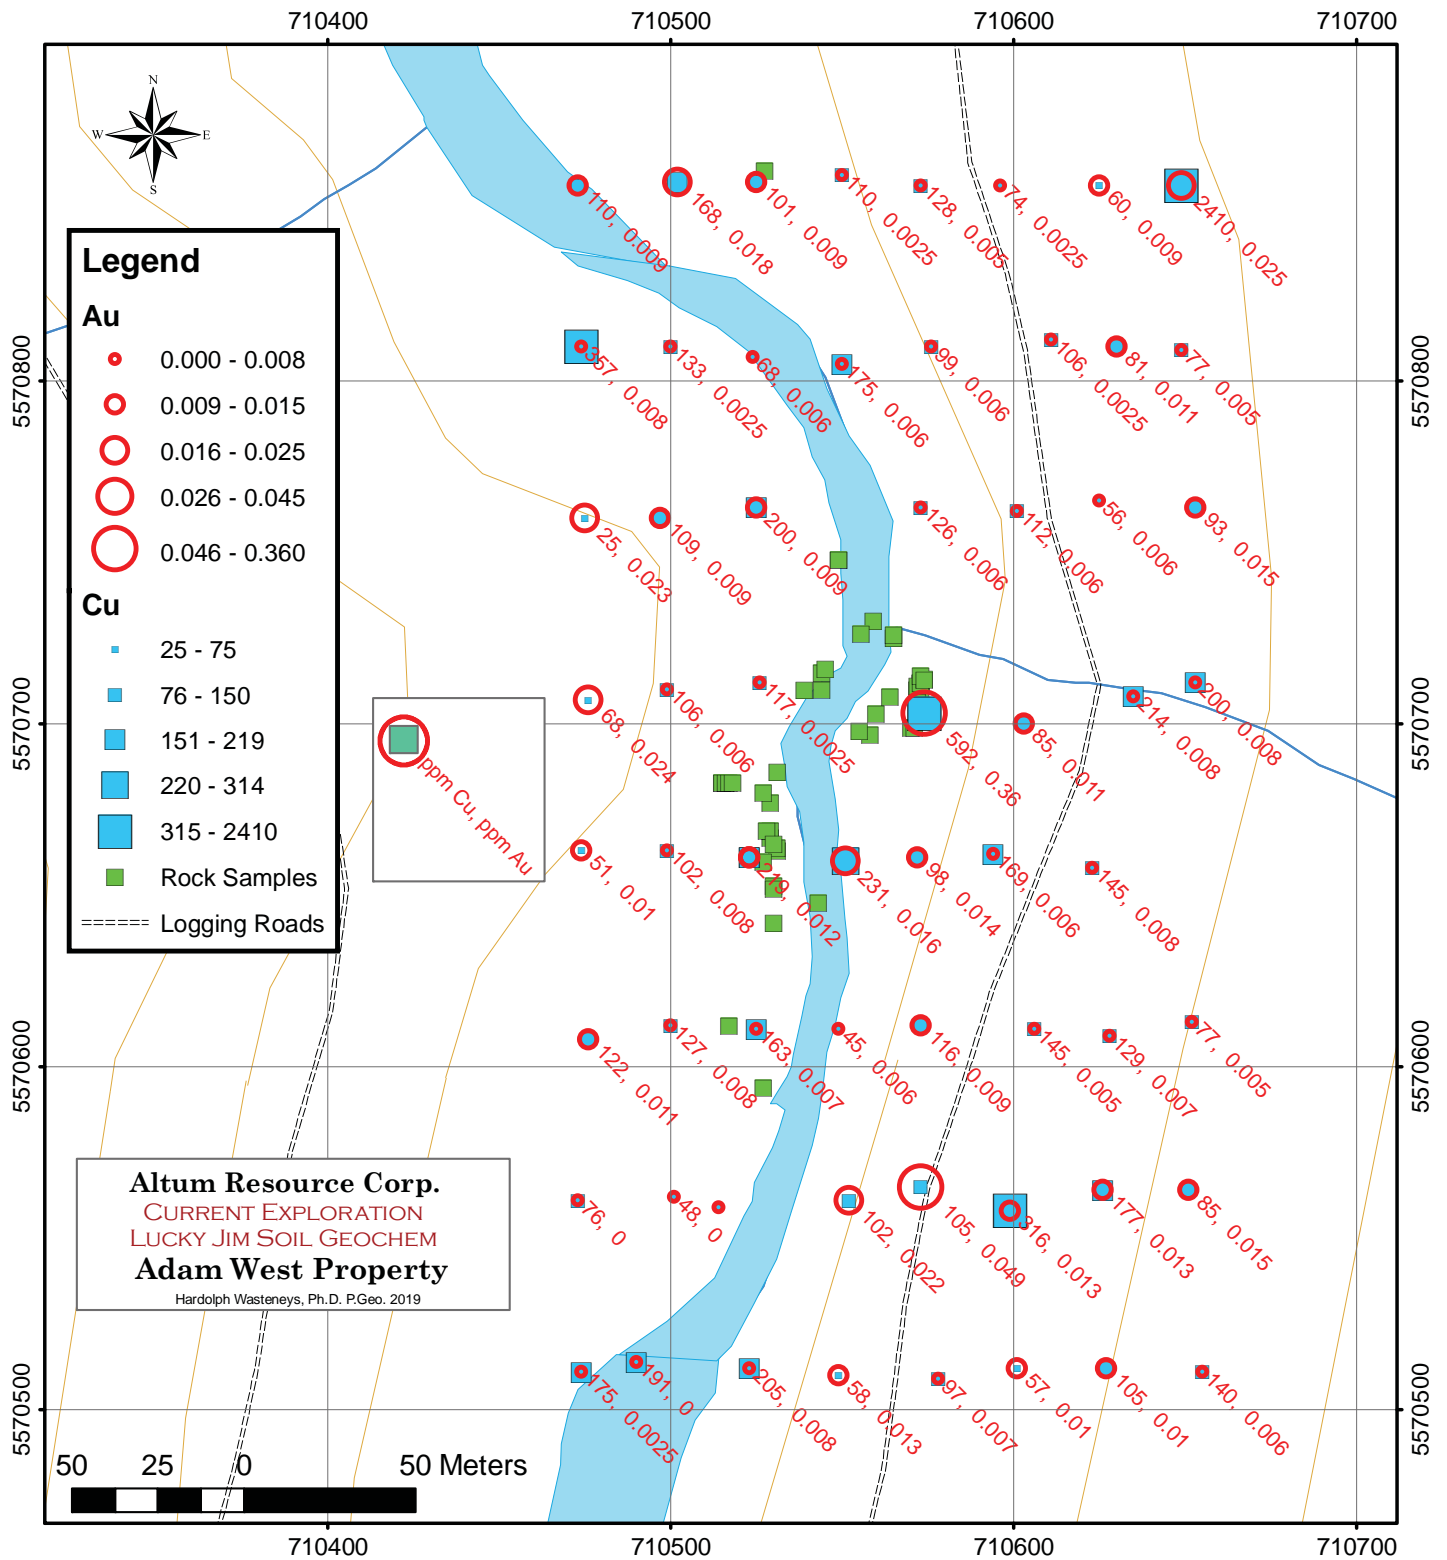 710400
710500
710600
710700
N
W
E
S
110, 0.009
168, 0.018
101, 0.009
110, 0.0025
128, 0.005
74, 0.0025
60, 0.009
2410, 0.025
Legend
Au
0.000 - 0.008
0.009 - 0.015
0.016 - 0.025
0.026 - 0.045
0.046 - 0.360
Cu
25 - 75
76 - 150
151 - 219
220 - 314
315 - 2410
Rock Samples
Logging Roads
5570800
5570800
357, 0.008
133, 0.0025
68, 0.006
175, 0.006
99, 0.006
106, 0.0025
81, 0.011
77, 0.005
25, 0.023
109, 0.009
200, 0.009
126, 0.006
112, 0.006
56, 0.006
93, 0.015
5570700
5570700
ppm Cu, ppm Au
68, 0.024
106, 0.006
117, 0.0025
592, 0.36
85, 0.011
214, 0.008
200, 0.008
51, 0.01
102, 0.008
219, 0.012
231, 0.016
98, 0.014
169, 0.006
145, 0.008
5570600
5570600
122, 0.011
127, 0.008
163, 0.007
45, 0.006
116, 0.009
145, 0.005
129, 0.007
77, 0.005
Altum Resource Corp.
CURRENT EXPLORATION
LUCKY JIM SOIL GEOCHEM
Adam West Property
Hardolph Wasteneys, Ph.D. P.Geo. 2019
76, 0
48, 0
102, 0.022
105, 0.049
316, 0.013
177, 0.013
85, 0.015
5570500
5570500
175, 0.0025
191, 0
205, 0.008
58, 0.013
97, 0.007
57, 0.01
105, 0.01
140, 0.006
50 25 0 50 Meters
710400
710500
710600
710700